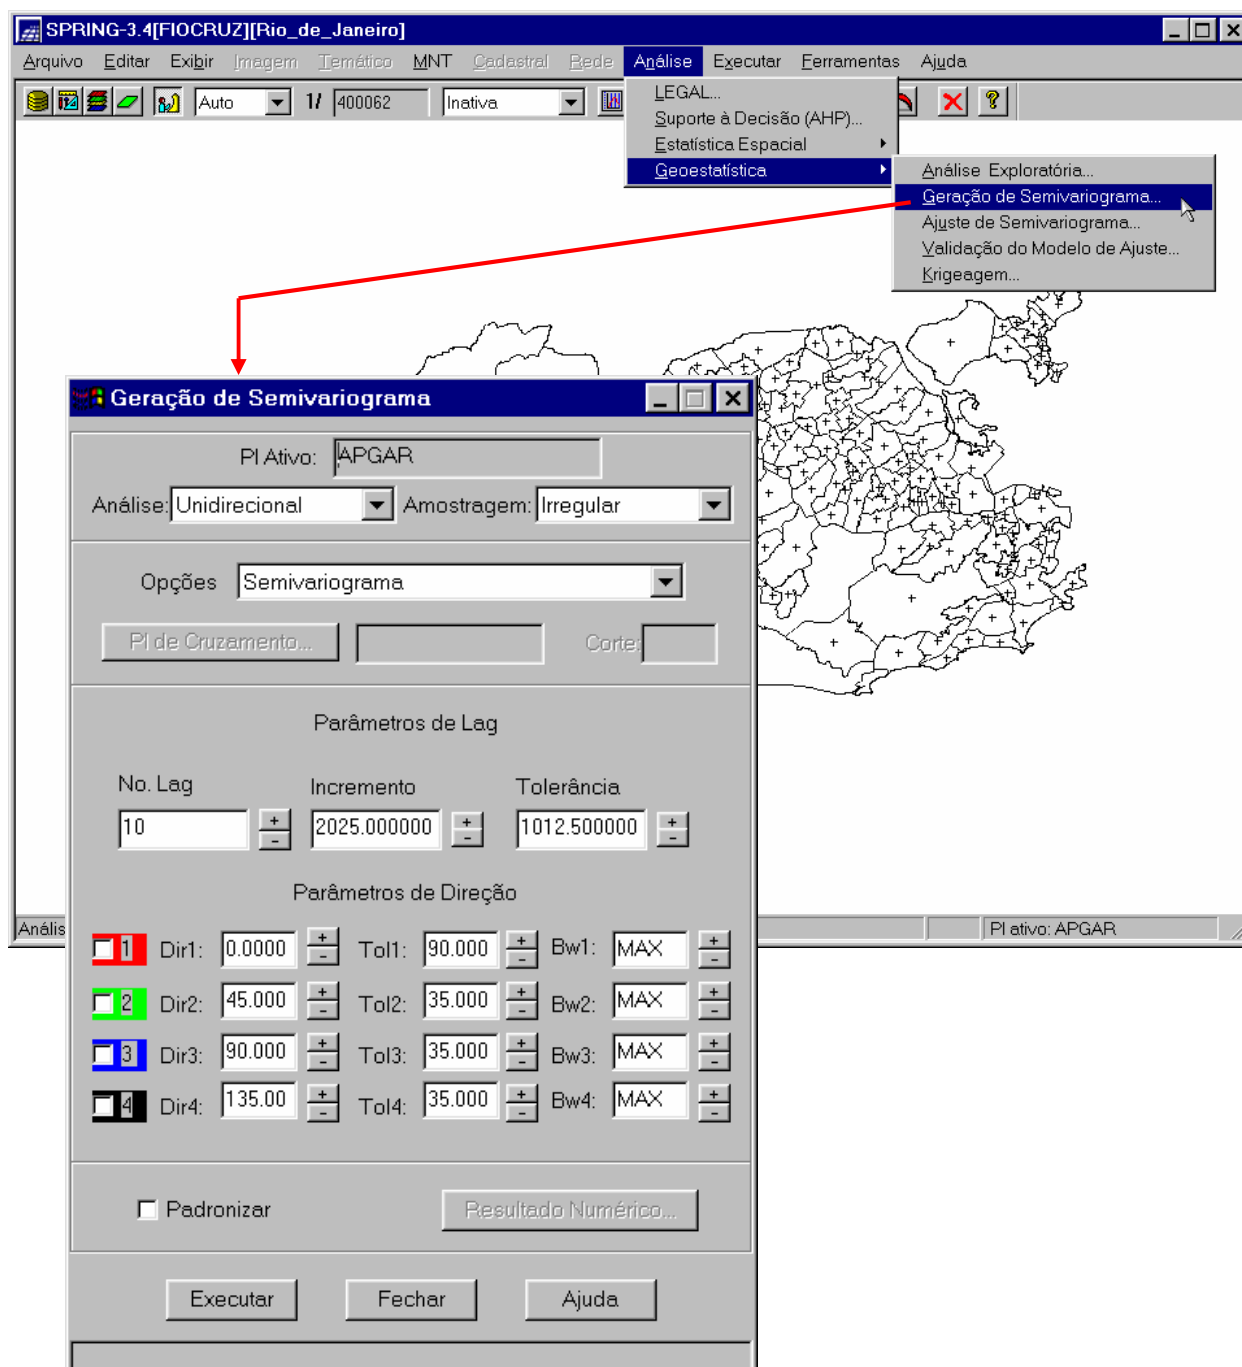 SPRING-3.4[FIOCRUZ][Rio_de_Janeiro]
Arquivo Editar Exibir Imagem Temático MNT Cadastral Rede Análise Executar Ferramentas Ajuda
Auto 1/ 400062 Inativa
LEGAL...
Suporte à Decisão (AHP)...
Estatística Espacial
Geoestatística
Análise Exploratória...
Geração de Semivariograma...
Ajuste de Semivariograma...
Validação do Modelo de Ajuste...
Krigeagem...
Geração de Semivariograma
PI Ativo: APGAR
Análise: Unidirecional Amostragem: Irregular
Opções Semivariograma
PI de Cruzamento... Corte:
Parâmetros de Lag
No. Lag Incremento Tolerância
10 2025.000000 1012.500000
Parâmetros de Direção
1 Dir1: 0.0000 Tol1: 90.000 Bw1: MAX
2 Dir2: 45.000 Tol2: 35.000 Bw2: MAX
3 Dir3: 90.000 Tol3: 35.000 Bw3: MAX
4 Dir4: 135.00 Tol4: 35.000 Bw4: MAX
Padronizar Resultado Numérico...
Executar Fechar Ajuda
Anális
PI ativo: APGAR